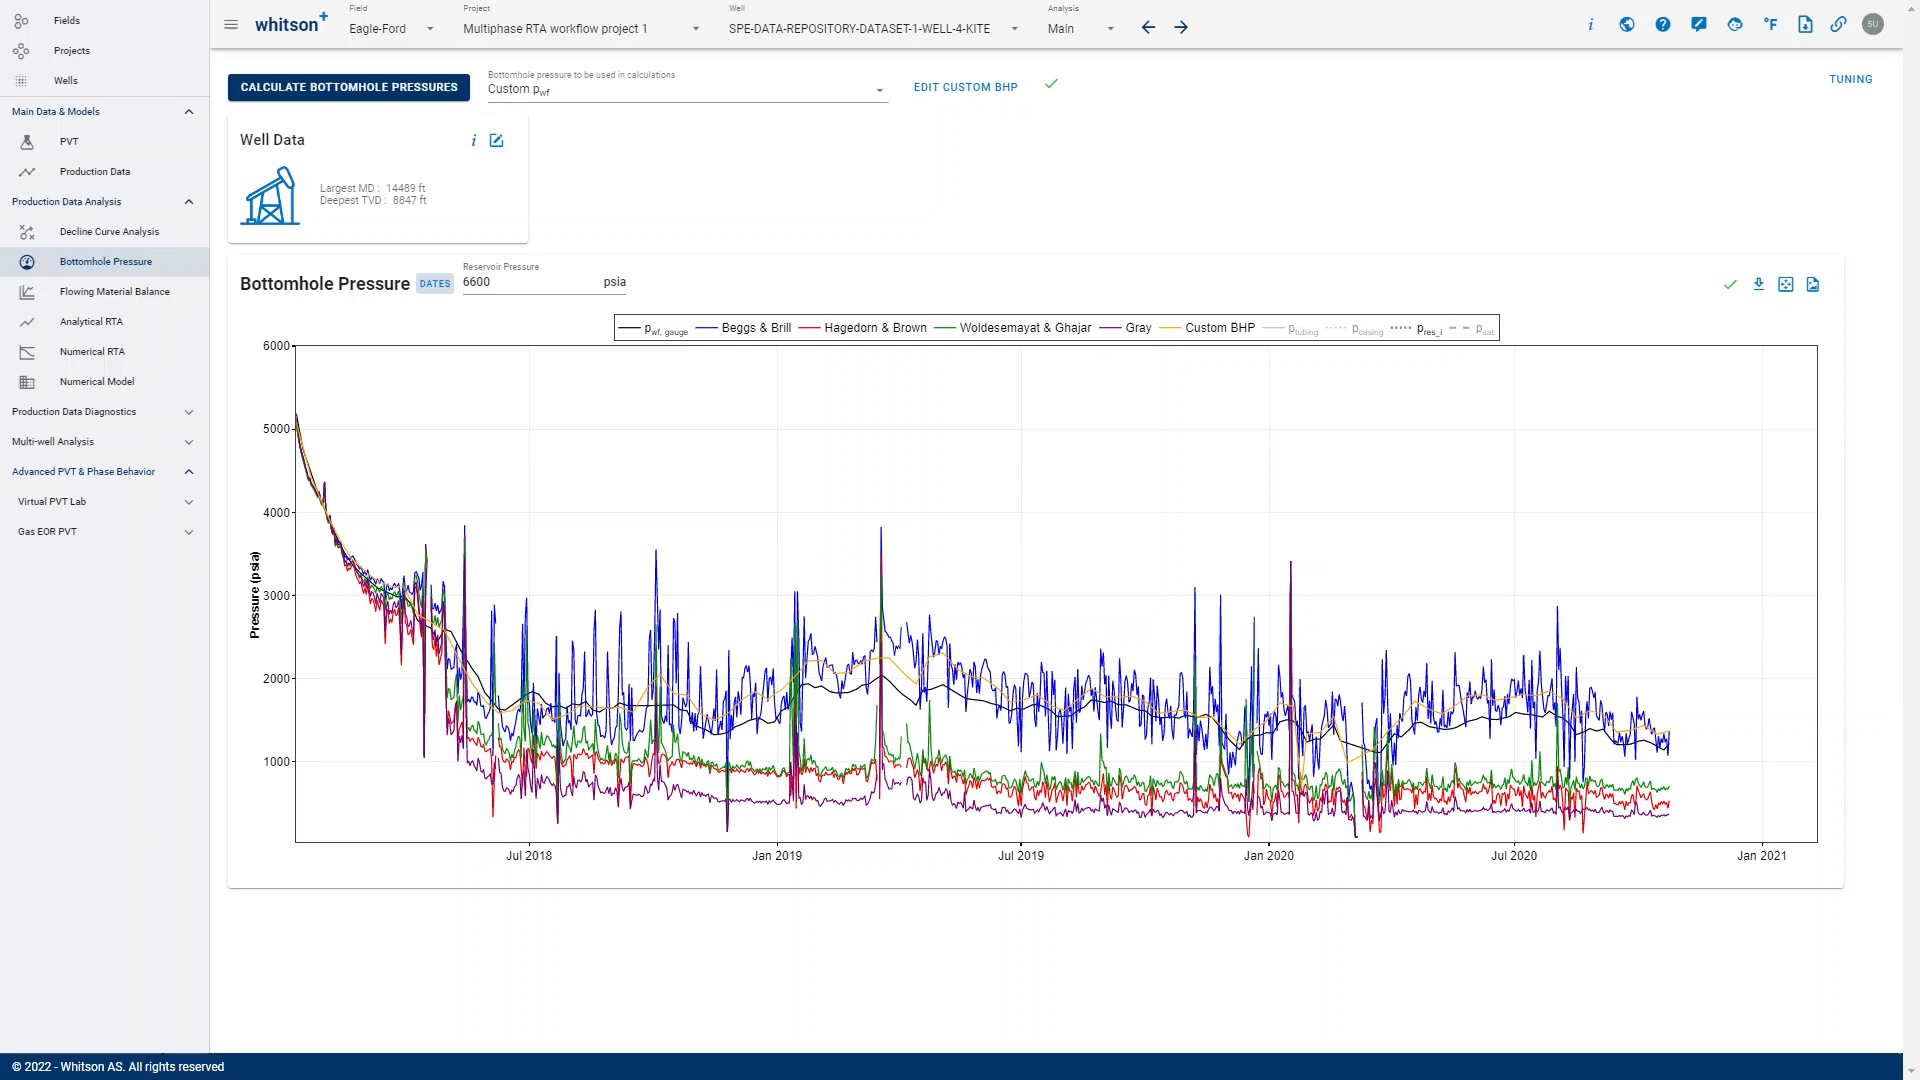 Fields
Projects
Wells
Main Data & Models
PVT
Production Data
Production Data Analysis
Decline Curve Analysis
Bottomhole Pressure
Flowing Material Balance
Analytical RTA
Numerical RTA
Numerical Model
Production Data Diagnostics
Multi-well Analysis
Advanced PVT & Phase Behavior
Virtual PVT Lab
Gas EOR PVT
whitson+
Field
Eagle-Ford
Project
Multiphase RTA workflow project 1
Well
SPE-DATA-REPOSITORY-DATASET-1-WELL-4-KITE
Analysis
Main
i
°F
SU
CALCULATE BOTTOMHOLE PRESSURES
Bottomhole pressure to be used in calculations
Custom pwf
EDIT CUSTOM BHP
TUNING
Well Data
i
Largest MD : 14489 ft
Deepest TVD : 8847 ft
Bottomhole Pressure
DATES
Reservoir Pressure
6600 psia
pwf, gauge Beggs & Brill Hagedorn & Brown Woldesemayat & Ghajar Gray Custom BHP ptubing pcasing pres_i psat
6000
5000
4000
3000
2000
1000
Pressure (psia)
Jul 2018 Jan 2019 Jul 2019 Jan 2020 Jul 2020 Jan 2021
© 2022 - Whitson AS. All rights reserved